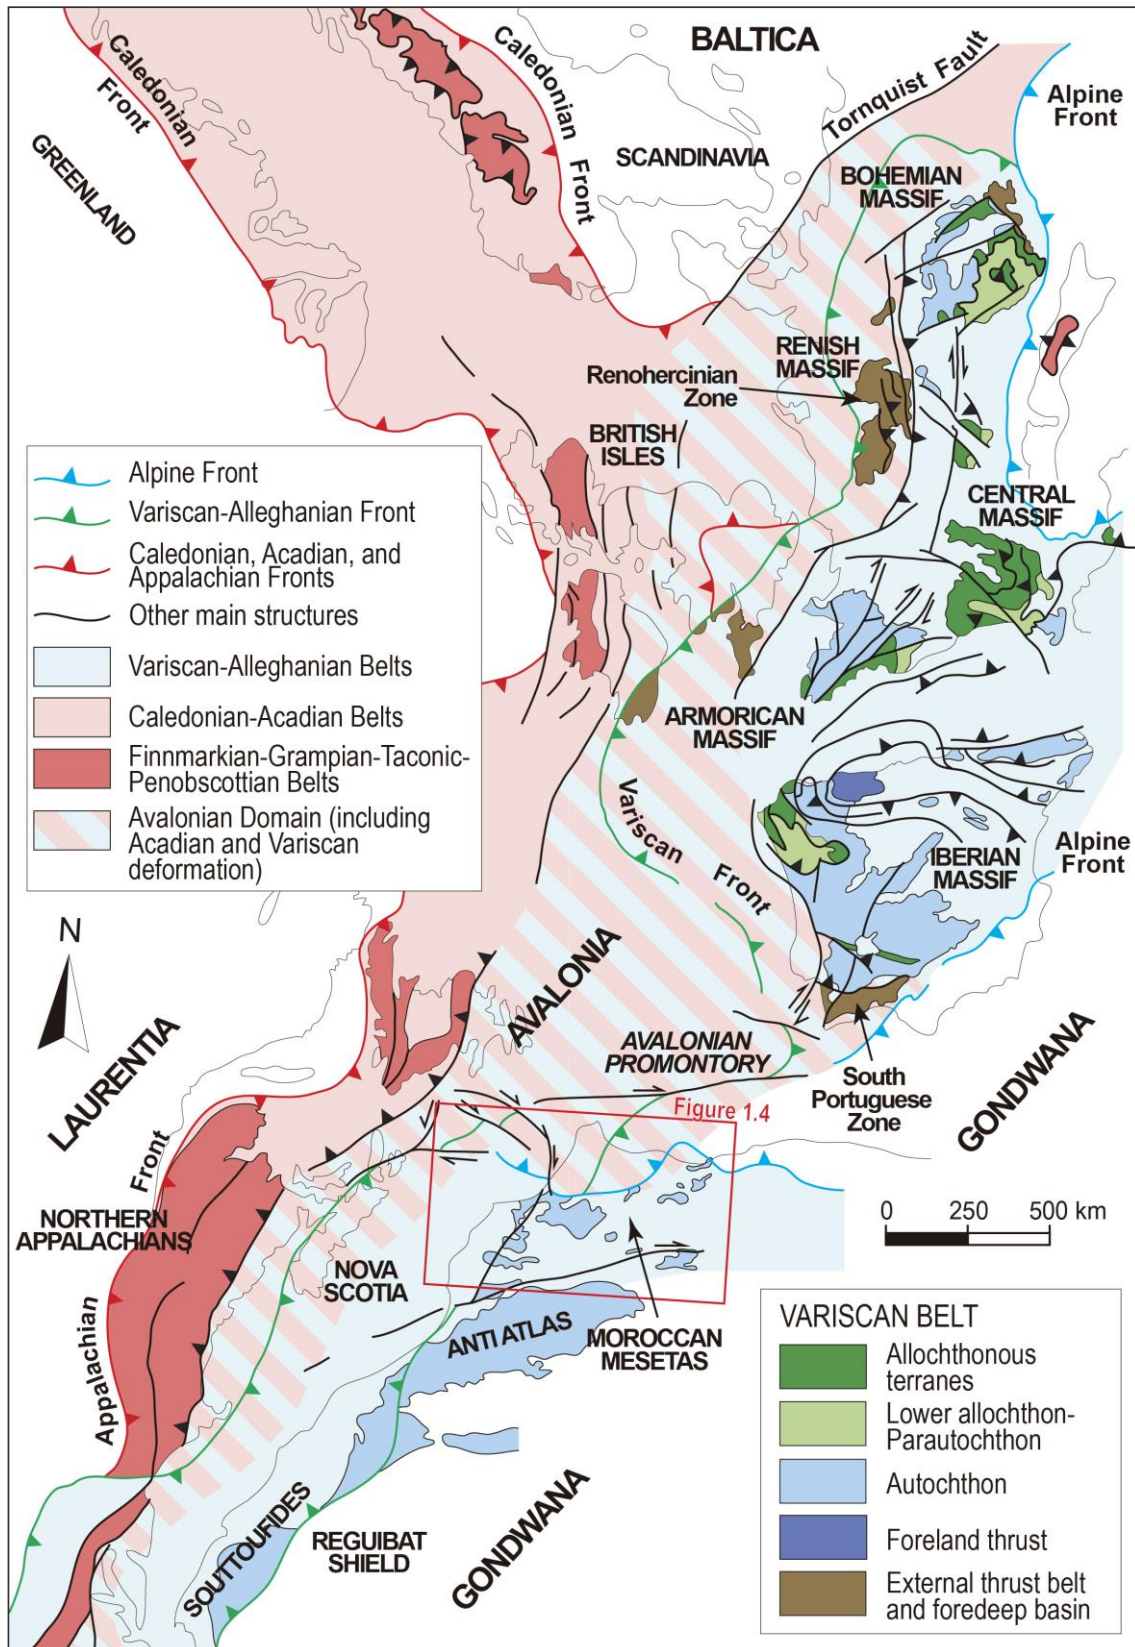 BALTICA
Caledonian
Front
Caledonian
Front
Tornquist Fault
Alpine
Front
GREENLAND
SCANDINAVIA
BOHEMIAN
MASSIF
RENISH
MASSIF
Renohercinian
Zone
BRITISH
ISLES
CENTRAL
MASSIF
Alpine Front
Variscan-Alleghanian Front
Caledonian, Acadian, and
Appalachian Fronts
Other main structures
Variscan-Alleghanian Belts
Caledonian-Acadian Belts
Finnmarkian-Grampian-Taconic-
Penobscottian Belts
Avalonian Domain (including
Acadian and Variscan
deformation)
ARMORICAN
MASSIF
Variscan
Front
IBERIAN
MASSIF
Alpine
Front
N
AVALONIA
LAURENTIA
AVALONIAN
PROMONTORY
South
Portuguese
Zone
GONDWANA
Figure 1.4
Appalachian
Front
NORTHERN
APPALACHIANS
NOVA
SCOTIA
0 250 500 km
ANTI ATLAS
MOROCCAN
MESETAS
SOUTTOUFIDES
REGUIBAT
SHIELD
GONDWANA
VARISCAN BELT
Allochthonous
terranes
Lower allochthon-
Parautochthon
Autochthon
Foreland thrust
External thrust belt
and foredeep basin